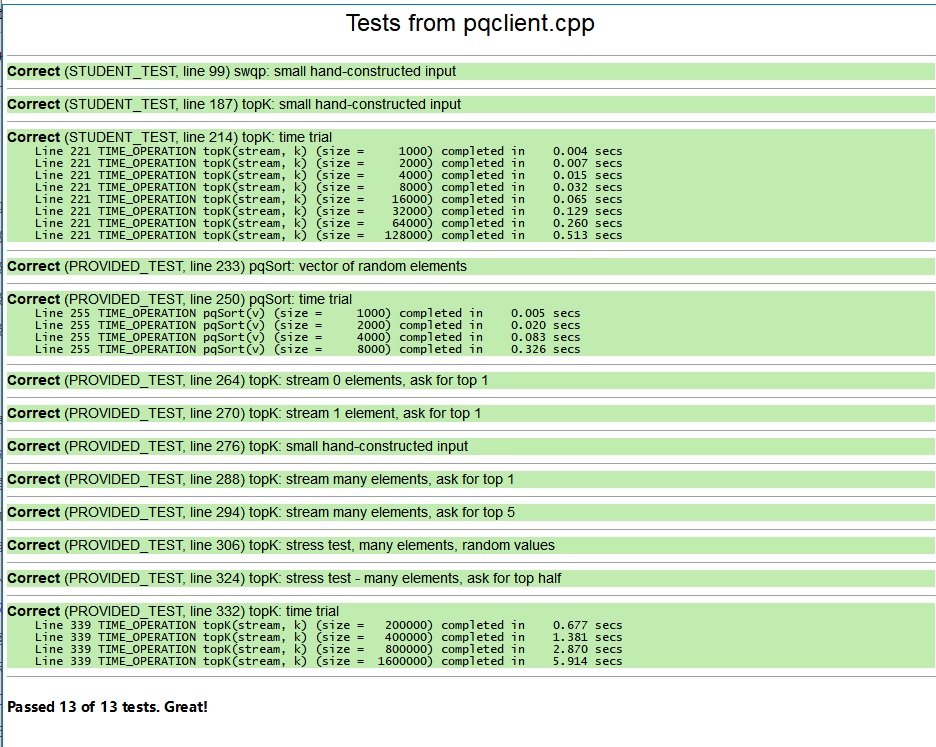 Tests from pqclient.cpp
Correct (STUDENT_TEST, line 99) swqp: small hand-constructed input
Correct (STUDENT_TEST, line 187) topK: small hand-constructed input
Correct (STUDENT_TEST, line 214) topK: time trial
Line 221 TIME_OPERATION topK(stream, k) (size =     1000) completed in    0.004 secs
Line 221 TIME_OPERATION topK(stream, k) (size =     2000) completed in    0.007 secs
Line 221 TIME_OPERATION topK(stream, k) (size =     4000) completed in    0.015 secs
Line 221 TIME_OPERATION topK(stream, k) (size =     8000) completed in    0.032 secs
Line 221 TIME_OPERATION topK(stream, k) (size =    16000) completed in    0.065 secs
Line 221 TIME_OPERATION topK(stream, k) (size =    32000) completed in    0.129 secs
Line 221 TIME_OPERATION topK(stream, k) (size =    64000) completed in    0.260 secs
Line 221 TIME_OPERATION topK(stream, k) (size =   128000) completed in    0.513 secs
Correct (PROVIDED_TEST, line 233) pqSort: vector of random elements
Correct (PROVIDED_TEST, line 250) pqSort: time trial
Line 255 TIME_OPERATION pqSort(v) (size =     1000) completed in    0.005 secs
Line 255 TIME_OPERATION pqSort(v) (size =     2000) completed in    0.020 secs
Line 255 TIME_OPERATION pqSort(v) (size =     4000) completed in    0.083 secs
Line 255 TIME_OPERATION pqSort(v) (size =     8000) completed in    0.326 secs
Correct (PROVIDED_TEST, line 264) topK: stream 0 elements, ask for top 1
Correct (PROVIDED_TEST, line 270) topK: stream 1 element, ask for top 1
Correct (PROVIDED_TEST, line 276) topK: small hand-constructed input
Correct (PROVIDED_TEST, line 288) topK: stream many elements, ask for top 1
Correct (PROVIDED_TEST, line 294) topK: stream many elements, ask for top 5
Correct (PROVIDED_TEST, line 306) topK: stress test, many elements, random values
Correct (PROVIDED_TEST, line 324) topK: stress test - many elements, ask for top half
Correct (PROVIDED_TEST, line 332) topK: time trial
Line 339 TIME_OPERATION topK(stream, k) (size =   200000) completed in    0.677 secs
Line 339 TIME_OPERATION topK(stream, k) (size =   400000) completed in    1.381 secs
Line 339 TIME_OPERATION topK(stream, k) (size =   800000) completed in    2.870 secs
Line 339 TIME_OPERATION topK(stream, k) (size =  1600000) completed in    5.914 secs
Passed 13 of 13 tests. Great!